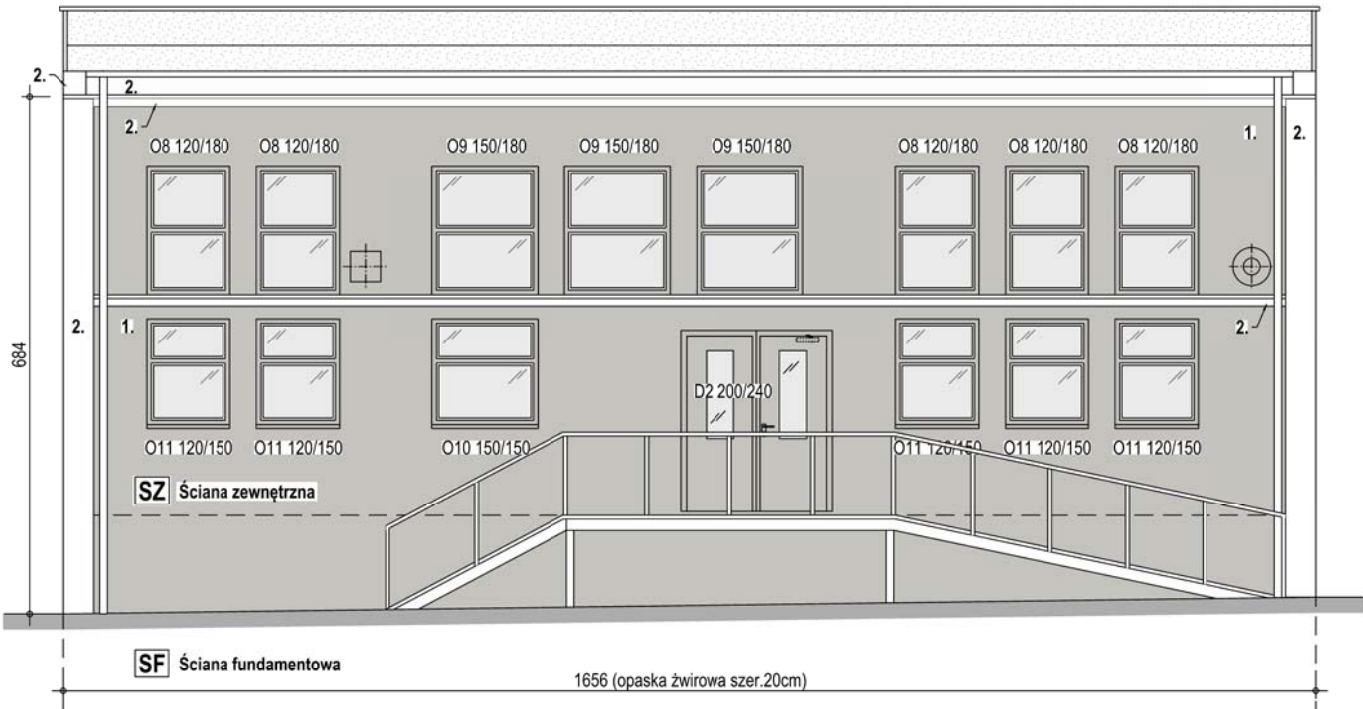 2.
2.
2.
O8 120/180 O8 120/180 O9 150/180 O9 150/180 O9 150/180 O8 120/180 O8 120/180 O8 120/180 1. 2.
2. 1. 2.
684
D2 200/240
O11 120/150 O11 120/150 O10 150/150 O11 120/150 O11 120/150 O11 120/150
SZ Ściana zewnętrzna
SF Ściana fundamentowa
1656 (opaska żwirowa szer.20cm)